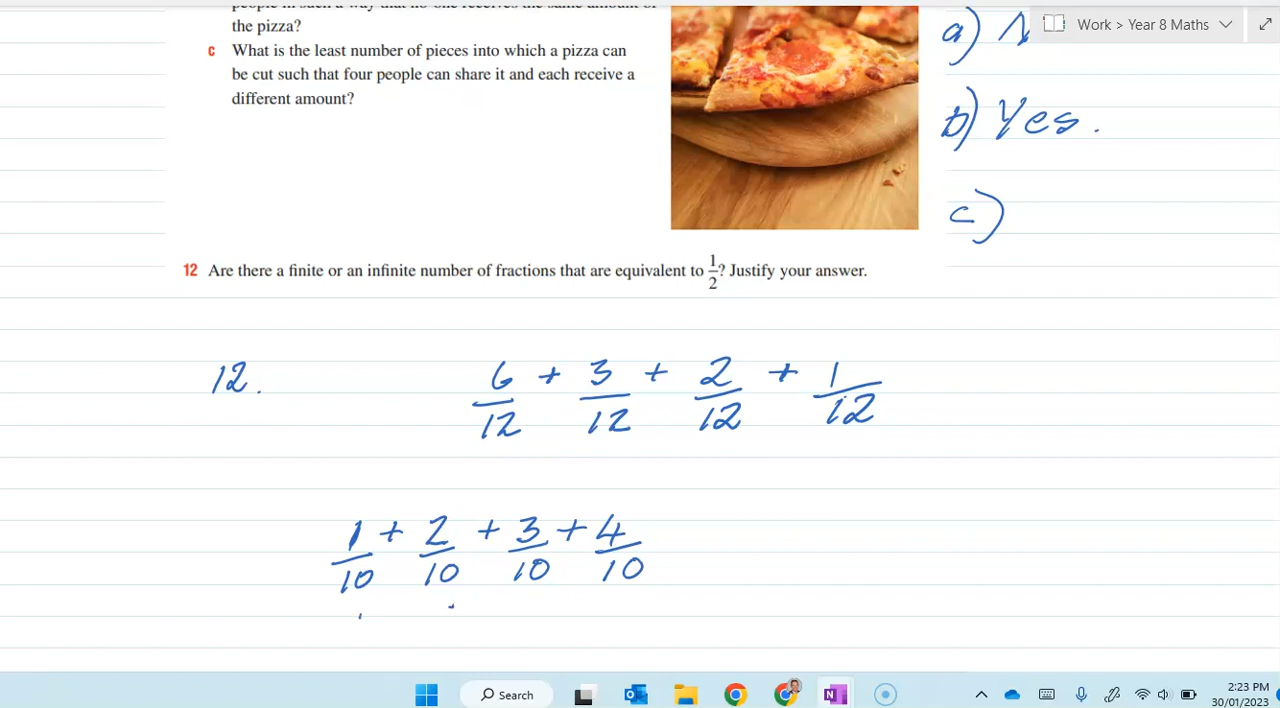 the pizza?
c What is the least number of pieces into which a pizza can
be cut such that four people can share it and each receive a
different amount?
a)
Work > Year 8 Maths
b) Yes.
c)
12 Are there a finite or an infinite number of fractions that are equivalent to 1/2? Justify your answer.
12. 6/12 + 3/12 + 2/12 + 1/12
1/10 + 2/10 + 3/10 + 4/10
Search
2:23 PM
30/01/2023